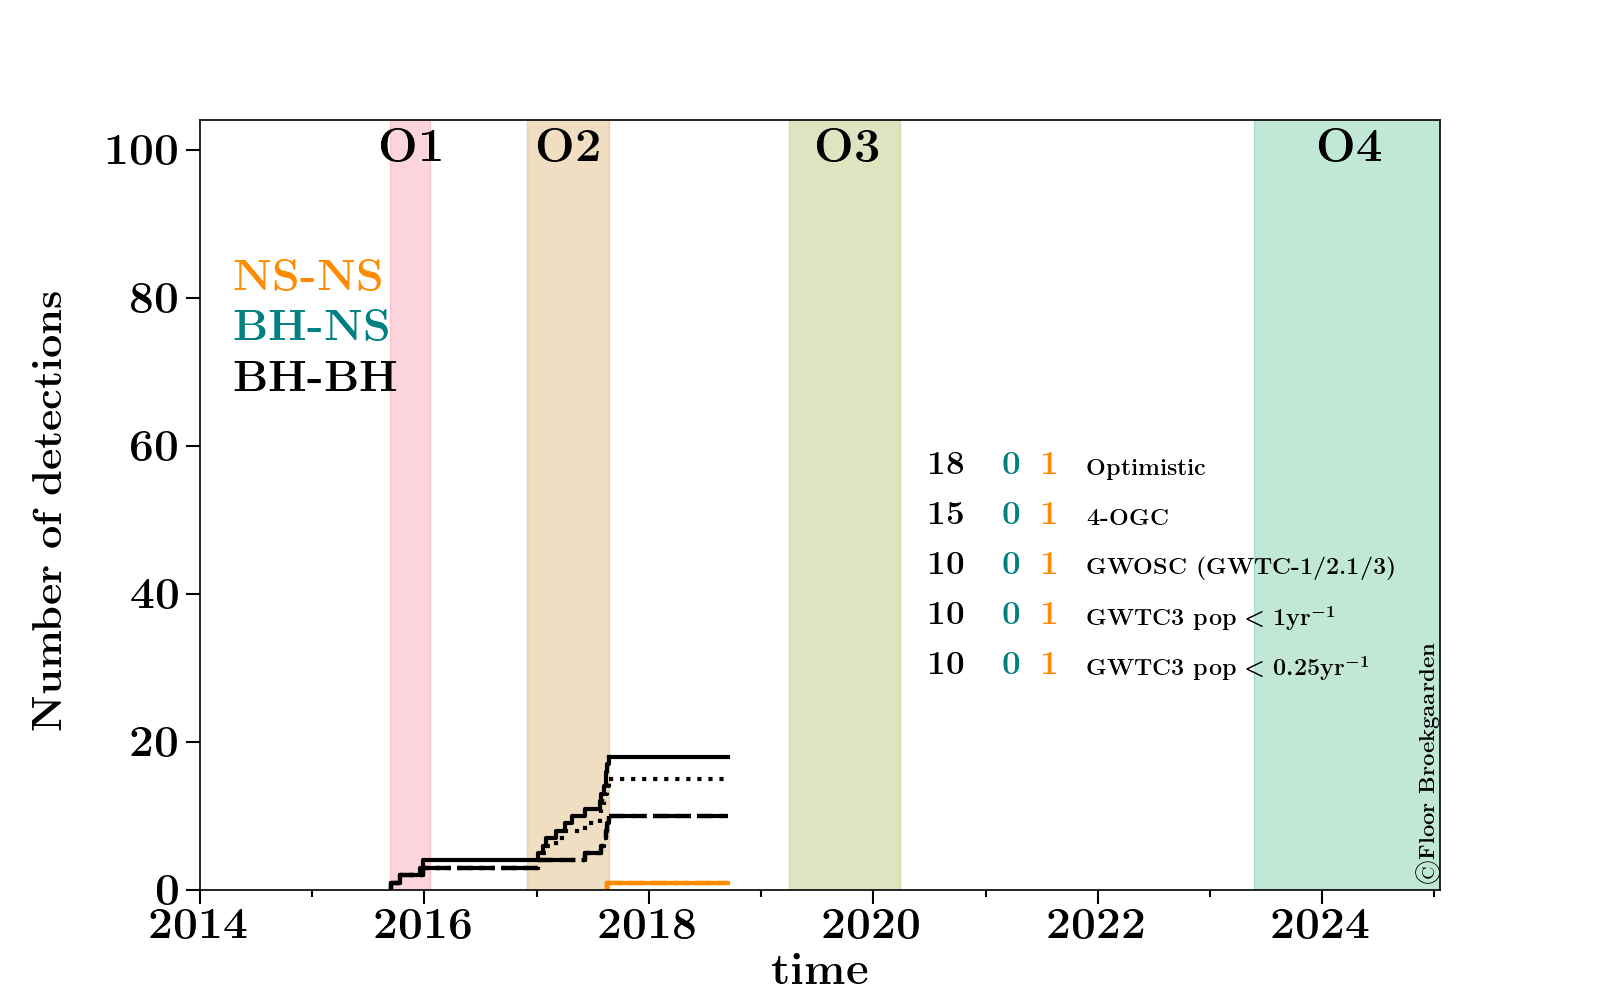 O1 O2 O3 O4
100
80
60
40
20
0
Number of detections
NS-NS
BH-NS
BH-BH
18 0 1 Optimistic
15 0 1 4-OGC
10 0 1 GWOSC (GWTC-1/2.1/3)
10 0 1 GWTC3 pop < 1yr⁻¹
10 0 1 GWTC3 pop < 0.25yr⁻¹
©Floor Broekgaarden
2014 2016 2018 2020 2022 2024
time